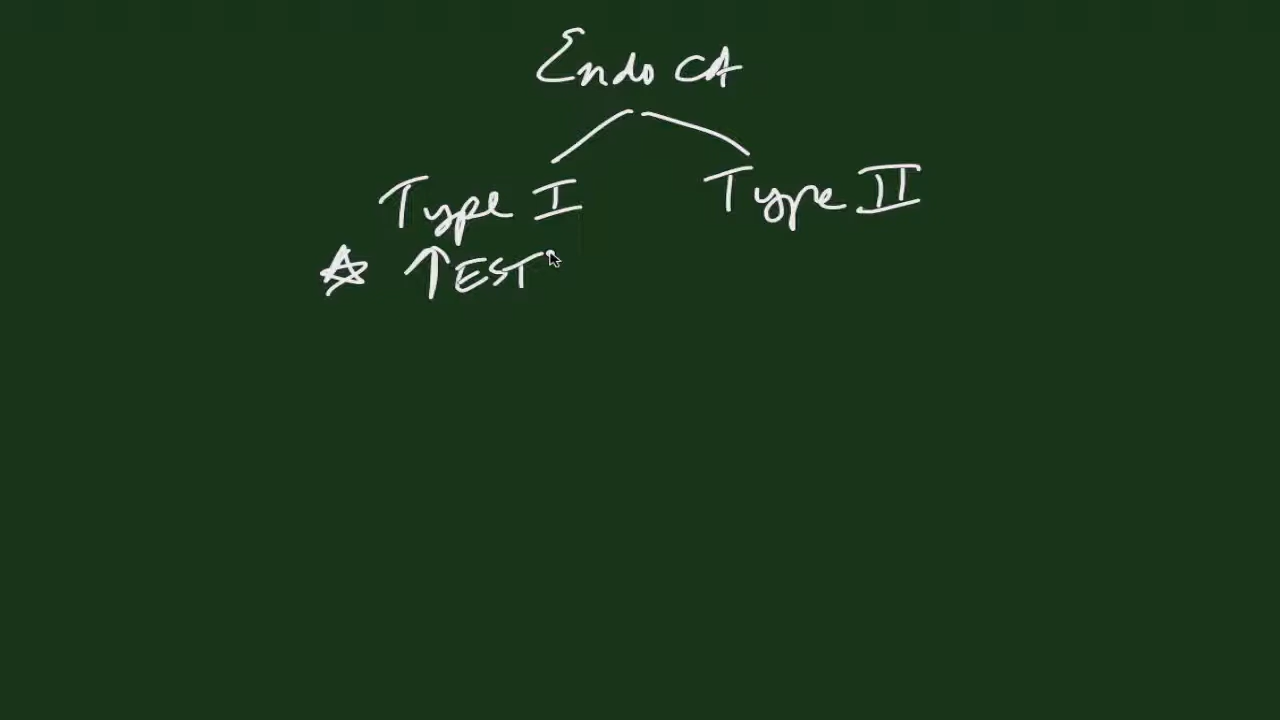 Endo CA
Type I Type II
☆ ↑EST